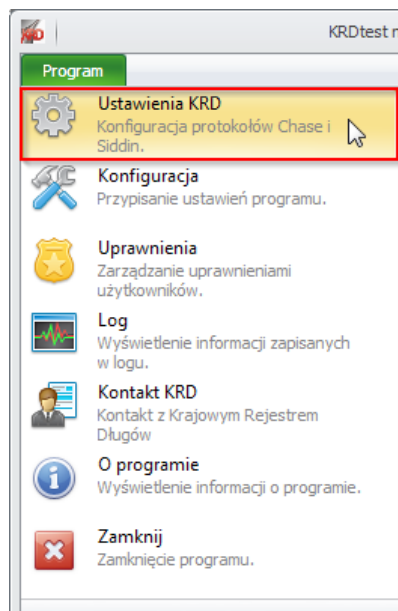 KRD
KRDtest
Program
Ustawienia KRD
Konfiguracja protokołów Chase i
Siddin.
Konfiguracja
Przypisanie ustawień programu.
Uprawnienia
Zarządzanie uprawnieniami
użytkowników.
Log
Wyświetlenie informacji zapisanych
w logu.
Kontakt KRD
Kontakt z Krajowym Rejestrem
Długów
O programie
Wyświetlenie informacji o programie.
Zamknij
Zamknięcie programu.